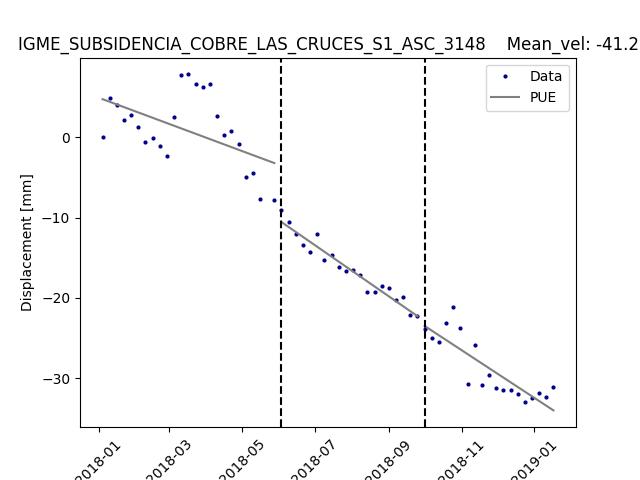 IGME_SUBSIDENCIA_COBRE_LAS_CRUCES_S1_ASC_3148 Mean_vel: -41.2
Data
PUE
Displacement [mm]
0
−10
−20
−30
2018-01
2018-03
2018-05
2018-07
2018-09
2018-11
2019-01